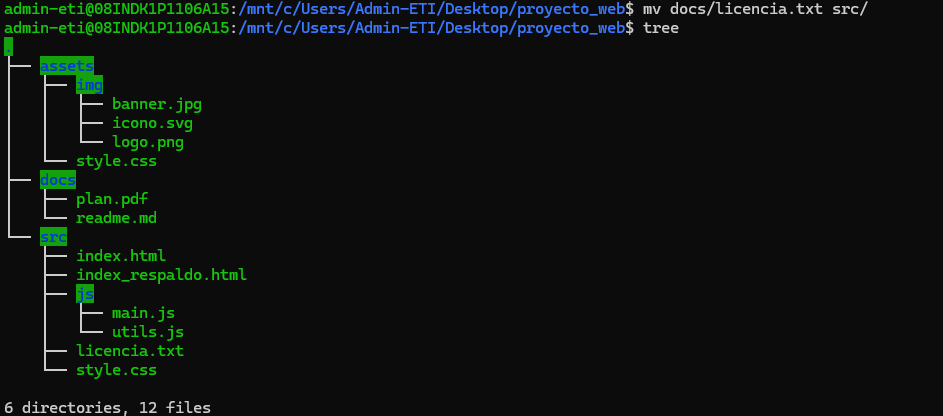 admin-eti@08INDK1P1106A15:/mnt/c/Users/Admin-ETI/Desktop/proyecto_web$ mv docs/licencia.txt src/
admin-eti@08INDK1P1106A15:/mnt/c/Users/Admin-ETI/Desktop/proyecto_web$ tree
.
├── assets
│   ├── img
│   │   ├── banner.jpg
│   │   ├── icono.svg
│   │   └── logo.png
│   └── style.css
├── docs
│   ├── plan.pdf
│   └── readme.md
└── src
    ├── index.html
    ├── index_respaldo.html
    ├── js
    │   ├── main.js
    │   └── utils.js
    ├── licencia.txt
    └── style.css
6 directories, 12 files